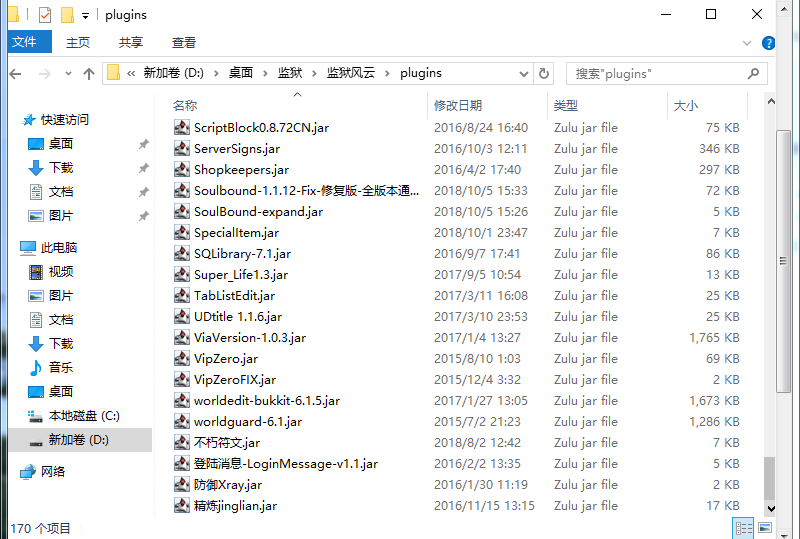 plugins
文件 主页 共享 查看
« 新加卷 (D:) › 桌面 › 监狱 › 监狱风云 › plugins 搜索"plugins"
名称 修改日期 类型 大小
快速访问
桌面
下载
文档
图片
此电脑
视频
图片
文档
下载
音乐
桌面
本地磁盘 (C:)
新加卷 (D:)
网络
ScriptBlock0.8.72CN.jar 2016/8/24 16:40 Zulu jar file 75 KB
ServerSigns.jar 2016/10/3 12:11 Zulu jar file 346 KB
Shopkeepers.jar 2016/4/2 17:40 Zulu jar file 297 KB
Soulbound-1.1.12-Fix-修复版-全版本通... 2018/10/5 15:33 Zulu jar file 72 KB
SoulBound-expand.jar 2018/10/5 15:26 Zulu jar file 5 KB
SpecialItem.jar 2018/10/1 23:47 Zulu jar file 7 KB
SQLibrary-7.1.jar 2016/9/7 17:41 Zulu jar file 86 KB
Super_Life1.3.jar 2017/9/5 10:54 Zulu jar file 13 KB
TabListEdit.jar 2017/3/11 16:08 Zulu jar file 25 KB
UDtitle 1.1.6.jar 2017/3/10 23:53 Zulu jar file 25 KB
ViaVersion-1.0.3.jar 2017/1/4 13:27 Zulu jar file 1,765 KB
VipZero.jar 2015/8/10 1:03 Zulu jar file 69 KB
VipZeroFIX.jar 2015/12/4 3:32 Zulu jar file 2 KB
worldedit-bukkit-6.1.5.jar 2017/1/27 13:05 Zulu jar file 1,673 KB
worldguard-6.1.jar 2015/7/2 21:23 Zulu jar file 1,286 KB
不朽符文.jar 2018/8/2 12:42 Zulu jar file 7 KB
登陆消息-LoginMessage-v1.1.jar 2016/2/2 13:35 Zulu jar file 5 KB
防御Xray.jar 2016/1/30 11:19 Zulu jar file 2 KB
精炼jinglian.jar 2016/11/15 13:15 Zulu jar file 17 KB
170 个项目